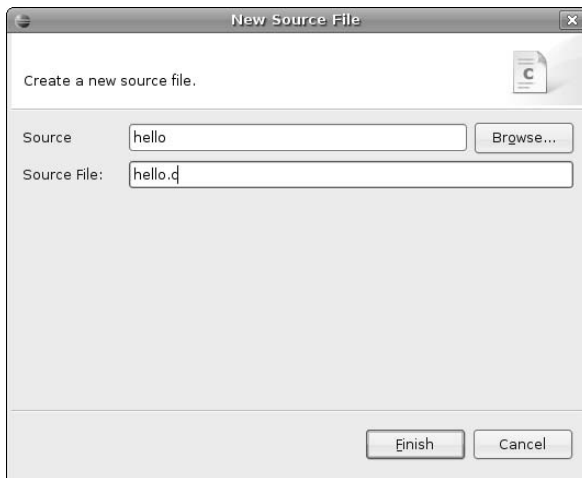 New Source File
Create a new source file.
c
Source hello Browse...
Source File: hello.c
Finish Cancel